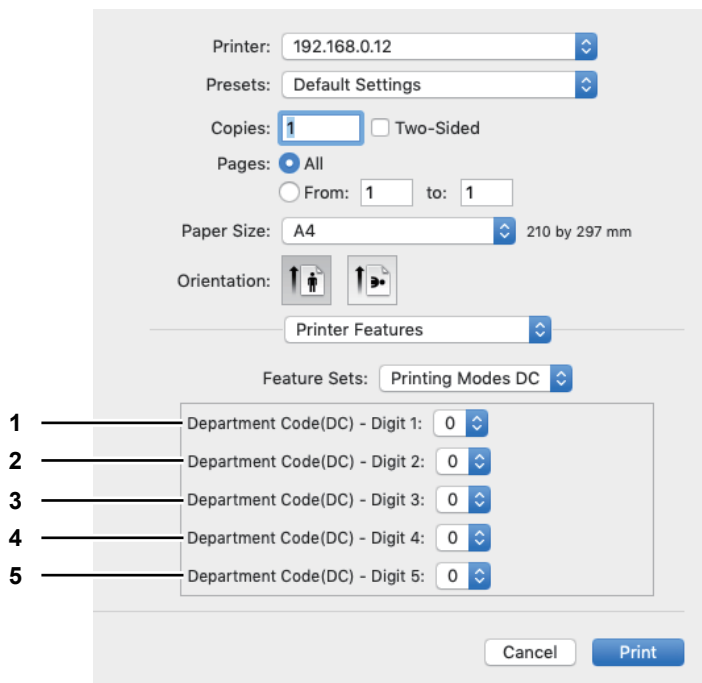 Printer: 192.168.0.12
Presets: Default Settings
Copies: 1 Two-Sided
Pages: All
From: 1 to: 1
Paper Size: A4 210 by 297 mm
Orientation:
Printer Features
Feature Sets: Printing Modes DC
1 Department Code(DC) - Digit 1: 0
2 Department Code(DC) - Digit 2: 0
3 Department Code(DC) - Digit 3: 0
4 Department Code(DC) - Digit 4: 0
5 Department Code(DC) - Digit 5: 0
Cancel Print